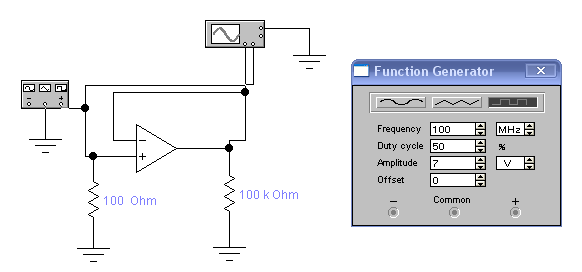 Function Generator
Frequency 100 MHz
Duty cycle 50 %
Amplitude 7 V
Offset 0
− Common +
− +
−
+
100 Ohm
100 k Ohm